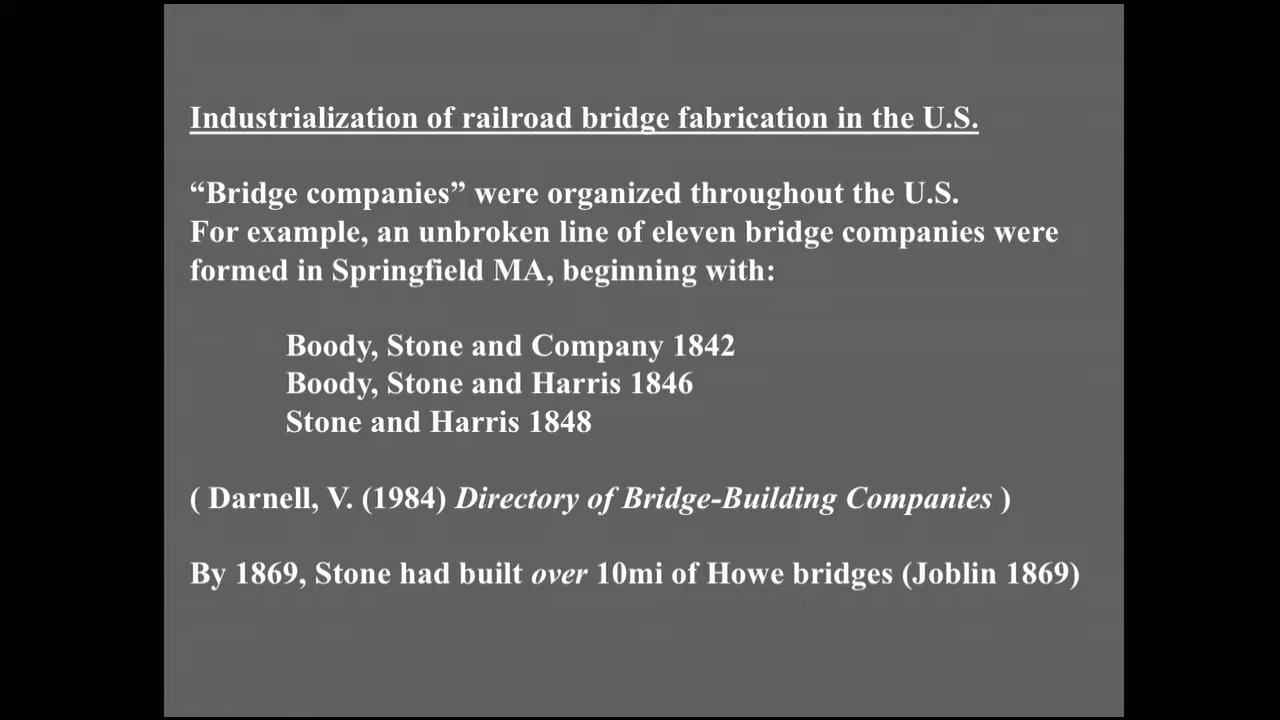 Industrialization of railroad bridge fabrication in the U.S.
“Bridge companies” were organized throughout the U.S.
For example, an unbroken line of eleven bridge companies were
formed in Springfield MA, beginning with:
Boody, Stone and Company 1842
Boody, Stone and Harris 1846
Stone and Harris 1848
( Darnell, V. (1984) Directory of Bridge-Building Companies )
By 1869, Stone had built over 10mi of Howe bridges (Joblin 1869)